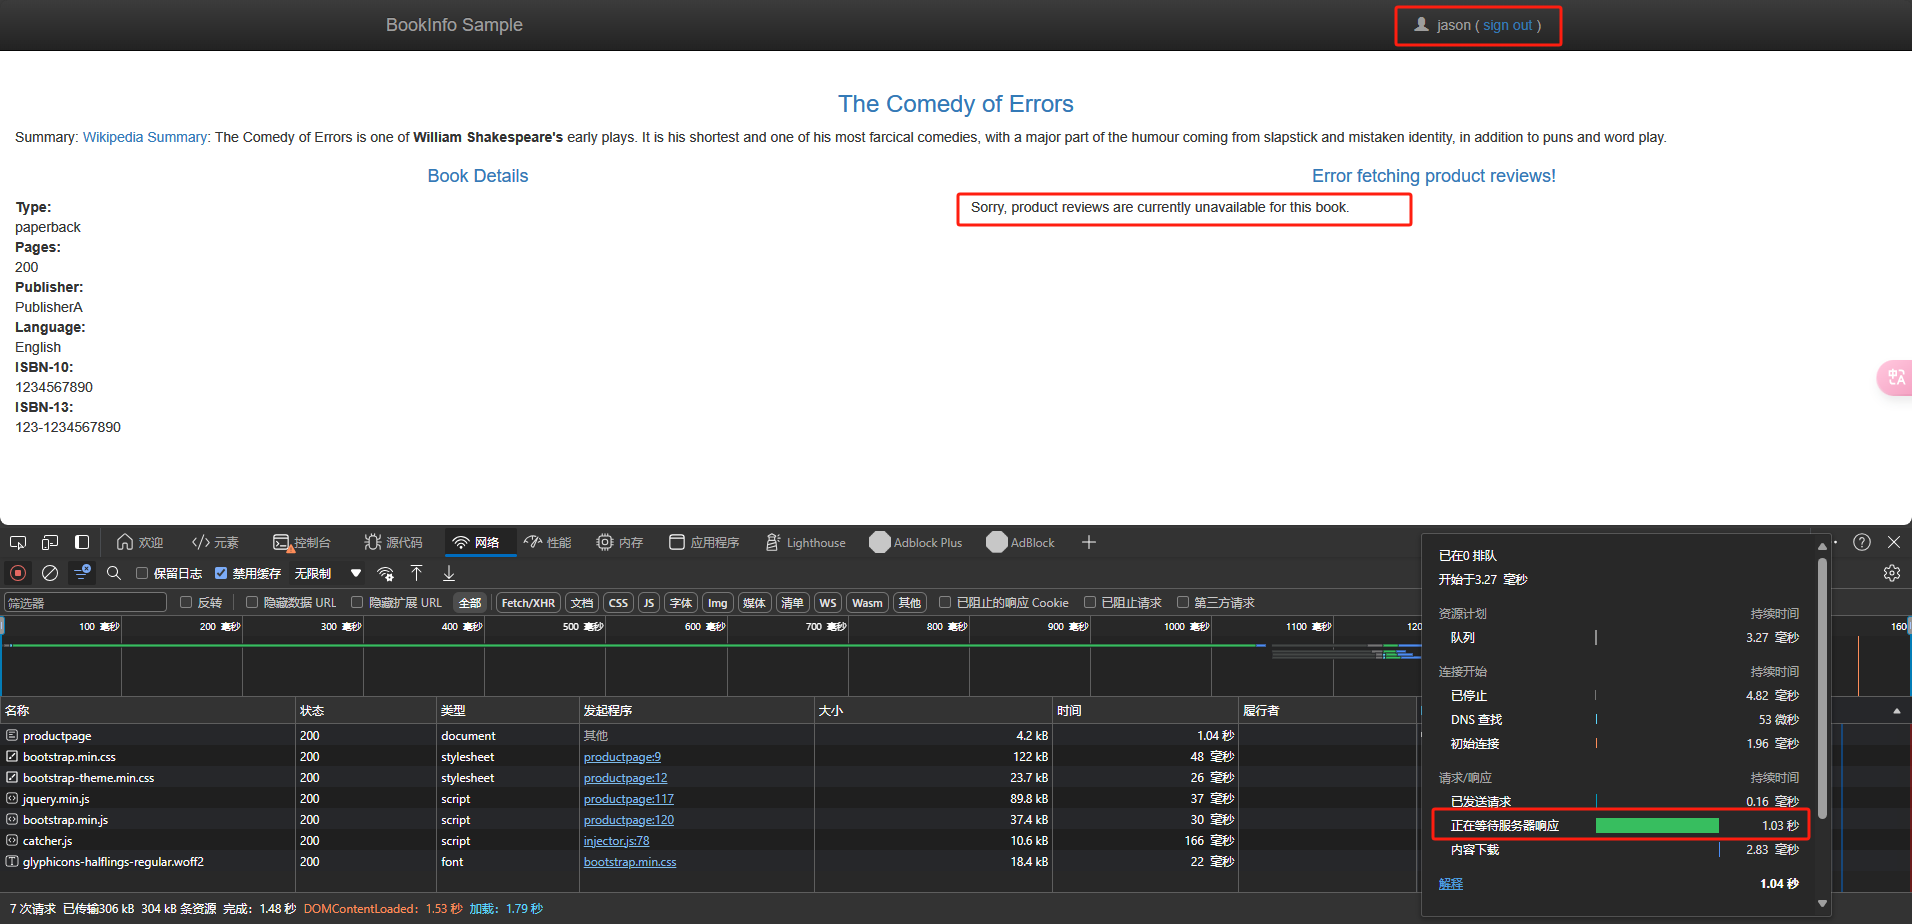 BookInfo Sample
jason ( sign out )
The Comedy of Errors
Summary: Wikipedia Summary: The Comedy of Errors is one of William Shakespeare's early plays. It is his shortest and one of his most farcical comedies, with a major part of the humour coming from slapstick and mistaken identity, in addition to puns and word play.
Book Details
Type:
paperback
Pages:
200
Publisher:
PublisherA
Language:
English
ISBN-10:
1234567890
ISBN-13:
123-1234567890
Error fetching product reviews!
Sorry, product reviews are currently unavailable for this book.
欢迎 元素 控制台 源代码 网络 性能 内存 应用程序 Lighthouse Adblock Plus AdBlock
保留日志 禁用缓存 无限制
筛选器 反转 隐藏数据 URL 隐藏扩展 URL 全部 Fetch/XHR 文档 CSS JS 字体 Img 媒体 清单 WS Wasm 其他 已阻止的响应 Cookie 已阻止请求 第三方请求
100 毫秒 200 毫秒 300 毫秒 400 毫秒 500 毫秒 600 毫秒 700 毫秒 800 毫秒 900 毫秒 1000 毫秒 1100 毫秒 120 160
名称 状态 类型 发起程序 大小 时间 履行者
productpage 200 document 其他 4.2 kB 1.04 秒
bootstrap.min.css 200 stylesheet productpage:9 122 kB 48 毫秒
bootstrap-theme.min.css 200 stylesheet productpage:12 23.7 kB 26 毫秒
jquery.min.js 200 script productpage:117 89.8 kB 37 毫秒
bootstrap.min.js 200 script productpage:120 37.4 kB 30 毫秒
catcher.js 200 script injector.js:78 10.6 kB 166 毫秒
glyphicons-halflings-regular.woff2 200 font bootstrap.min.css 18.4 kB 22 毫秒
7 次请求 已传输306 kB 304 kB 条资源 完成: 1.48 秒 DOMContentLoaded: 1.53 秒 加载: 1.79 秒
已在0 排队
开始于3.27 毫秒
资源计划 持续时间
队列 3.27 毫秒
连接开始 持续时间
已停止 4.82 毫秒
DNS 查找 53 微秒
初始连接 1.96 毫秒
请求/响应 持续时间
已发送请求 0.16 毫秒
正在等待服务器响应 1.03 秒
内容下载 2.83 毫秒
解释 1.04 秒